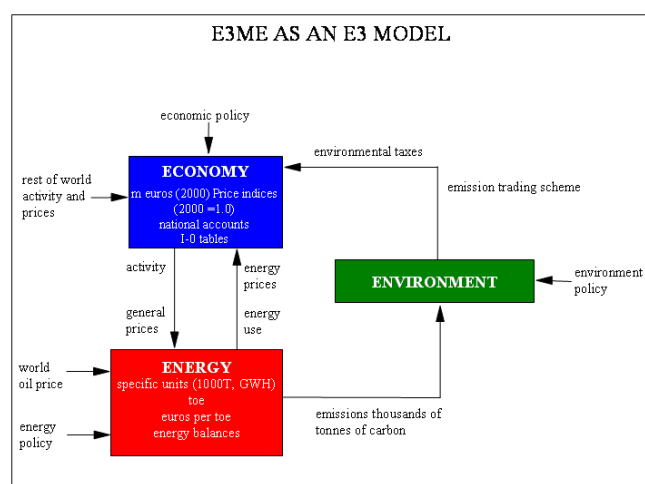 E3ME AS AN E3 MODEL
economic policy
ECONOMY
m euros (2000) Price indices
(2000 =1.0)
national accounts
I-0 tables
rest of world
activity and
prices
environmental taxes
emission trading scheme
activity
general
prices
energy
prices
energy
use
ENVIRONMENT
environment
policy
ENERGY
specific units (1000T, GWH)
toe
euros per toe
energy balances
world
oil price
energy
policy
emissions thousands of
tonnes of carbon